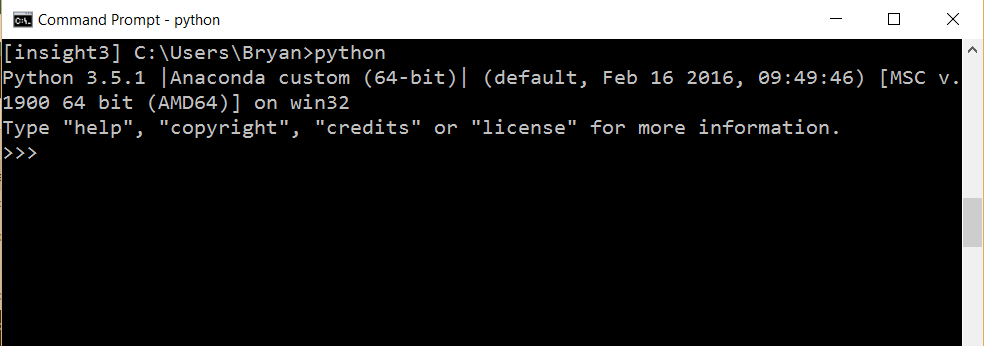 Command Prompt - python
[insight3] C:\Users\Bryan>python
Python 3.5.1 |Anaconda custom (64-bit)| (default, Feb 16 2016, 09:49:46) [MSC v.
1900 64 bit (AMD64)] on win32
Type "help", "copyright", "credits" or "license" for more information.
>>>